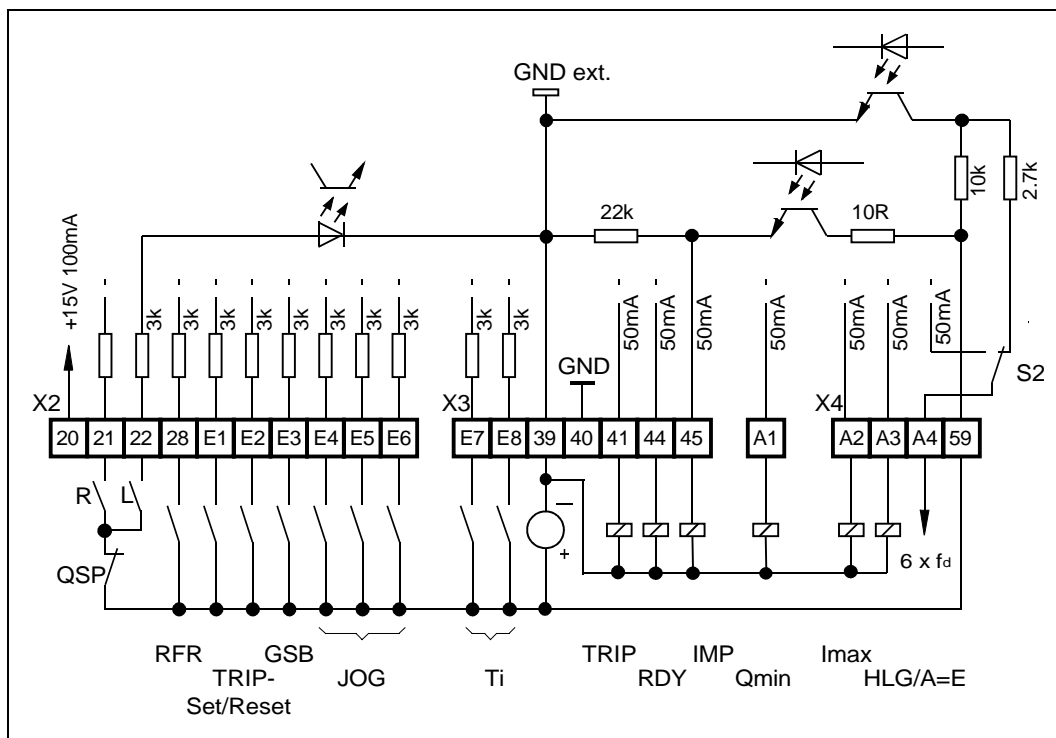 GND ext.
10k
2.7k
22k
10R
+15V 100mA
3k
3k
3k
3k
3k
3k
3k
3k
3k
50mA
50mA
50mA
50mA
50mA
50mA
50mA
GND
S2
X2
X3
X4
20
21
22
28
E1
E2
E3
E4
E5
E6
E7
E8
39
40
41
44
45
A1
A2
A3
A4
59
R
L
−
+
QSP
6 x fd
RFR
GSB
TRIP
IMP
Imax
TRIP-
JOG
Ti
RDY
Qmin
HLG/A=E
Set/Reset